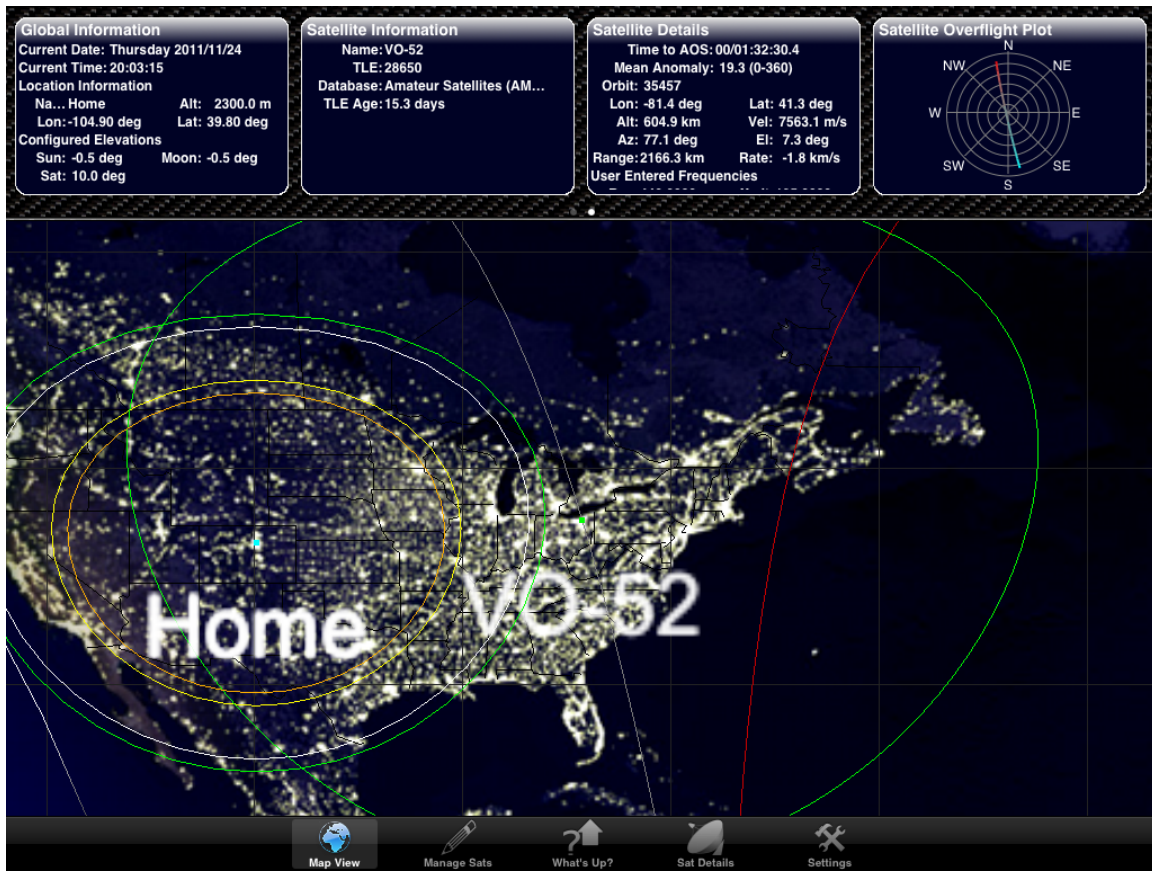 Global Information
Current Date: Thursday 2011/11/24
Current Time: 20:03:15
Location Information
Na... Home Alt: 2300.0 m
Lon:-104.90 deg Lat: 39.80 deg
Configured Elevations
Sun: -0.5 deg Moon: -0.5 deg
Sat: 10.0 deg
Satellite Information
Name: VO-52
TLE: 28650
Database: Amateur Satellites (AM...
TLE Age: 15.3 days
Satellite Details
Time to AOS: 00/01:32:30.4
Mean Anomaly: 19.3 (0-360)
Orbit: 35457
Lon: -81.4 deg Lat: 41.3 deg
Alt: 604.9 km Vel: 7563.1 m/s
Az: 77.1 deg El: 7.3 deg
Range: 2166.3 km Rate: -1.8 km/s
User Entered Frequencies
Satellite Overflight Plot
N
NW NE
W E
SW SE
S
Home
VO-52
Map View Manage Sats What's Up? Sat Details Settings